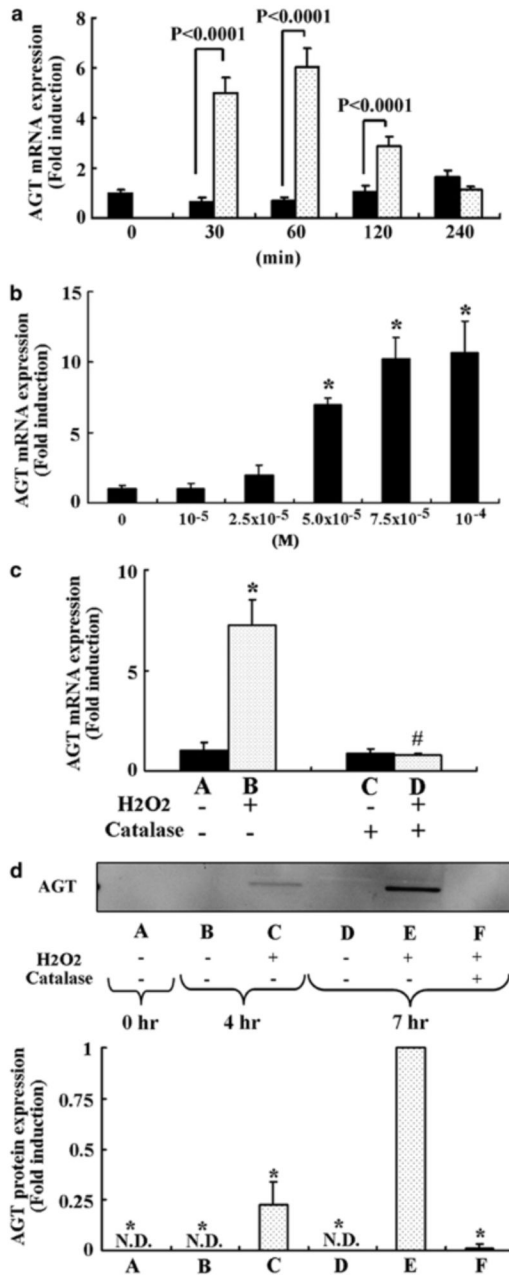 a
P<0.0001
P<0.0001
P<0.0001
AGT mRNA expression
(Fold induction)
8
6
4
2
0
0 30 60 120 240
(min)
b
AGT mRNA expression
(Fold induction)
15
10
5
0
* * *
0 10-5 2.5x10-5 5.0x10-5 7.5x10-5 10-4
(M)
c
AGT mRNA expression
(Fold induction)
10
5
0
*
#
A B C D
H2O2 - + - +
Catalase - - + +
d
AGT
A B C D E F
H2O2 - - + - + +
Catalase - - - - - +
0 hr 4 hr 7 hr
AGT protein expression
(Fold induction)
1
0.75
0.5
0.25
0
* * * * *
N.D. N.D. N.D.
A B C D E F